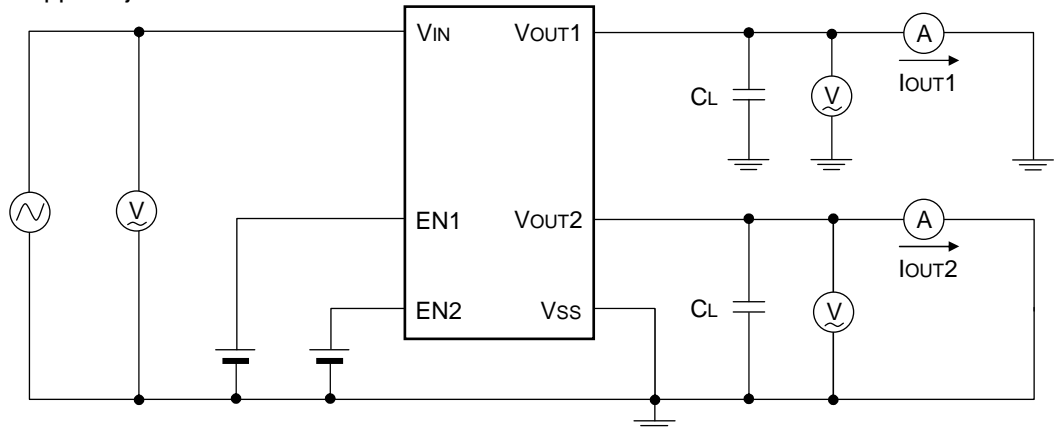 VIN VOUT1
A
IOUT1
CL
V
V
EN1 VOUT2
A
IOUT2
EN2 VSS
CL
V